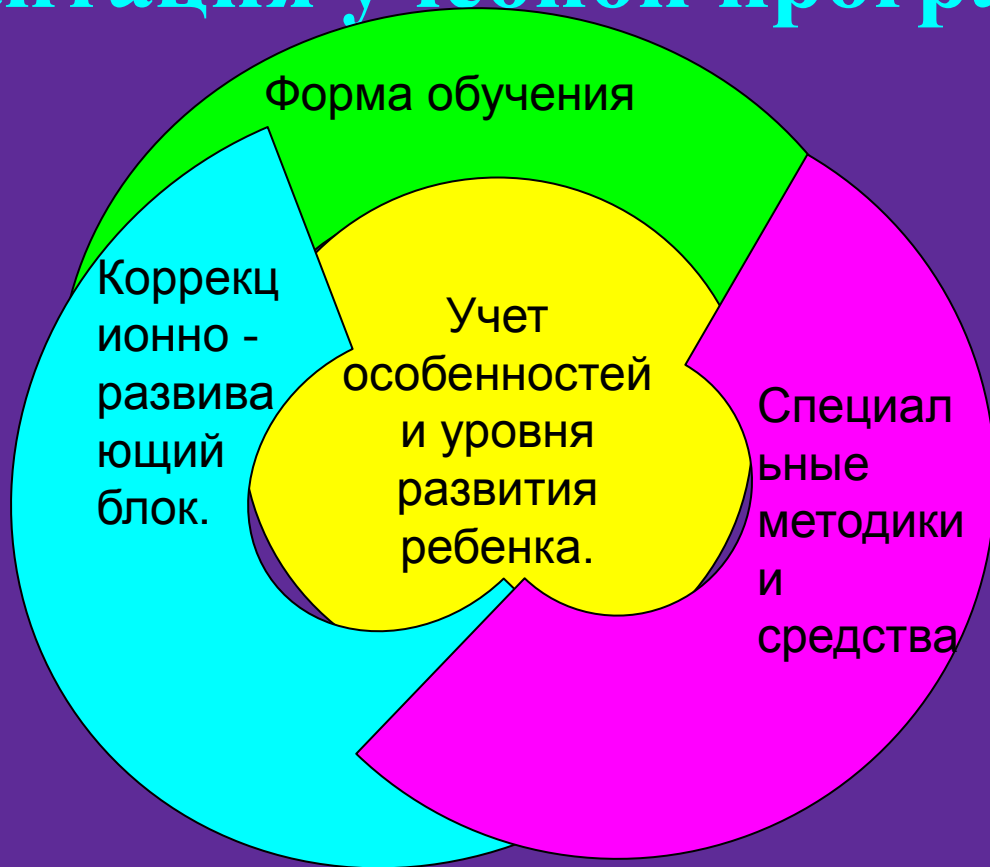 Форма обучения
Коррекц
ионно -
развива
ющий
блок.
Учет
особенностей
и уровня
развития
ребенка.
Специал
ьные
методики
и
средства